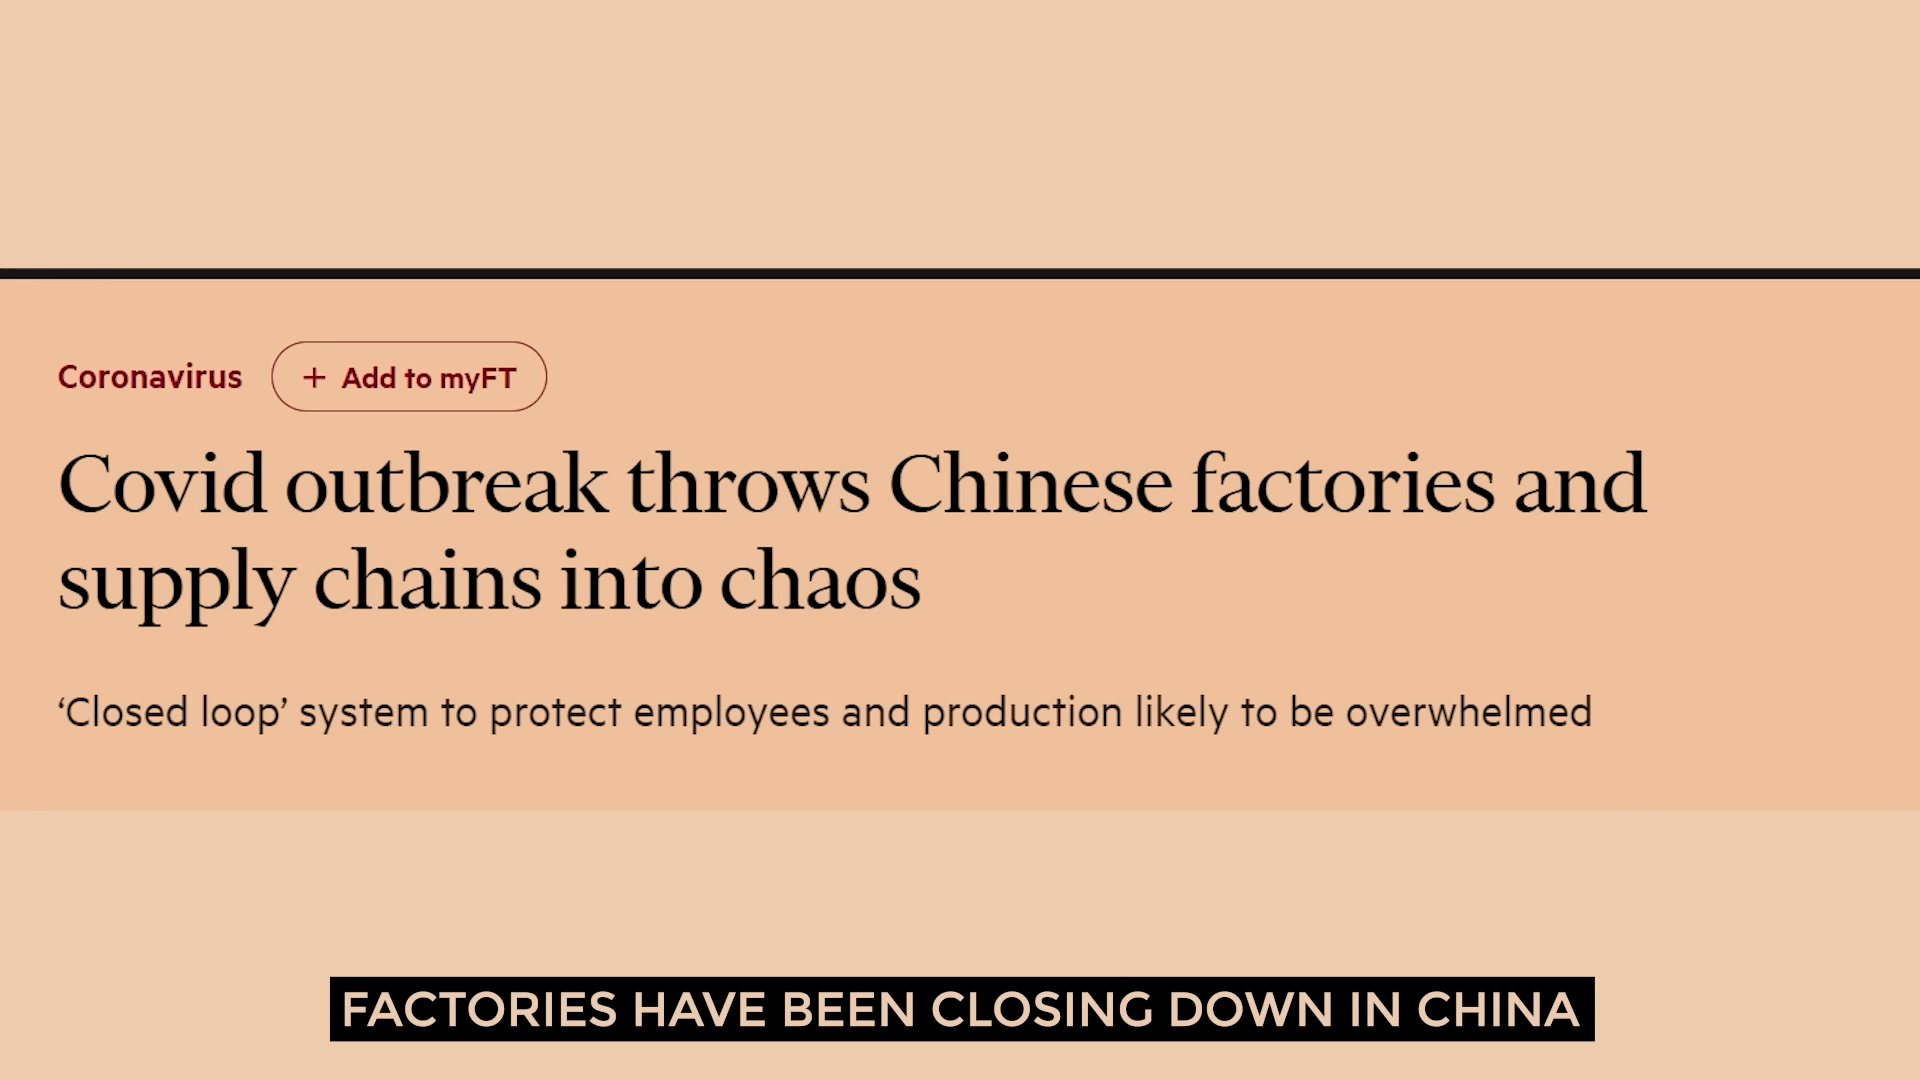 Coronavirus
+ Add to myFT
Covid outbreak throws Chinese factories and
supply chains into chaos
‘Closed loop’ system to protect employees and production likely to be overwhelmed
FACTORIES HAVE BEEN CLOSING DOWN IN CHINA